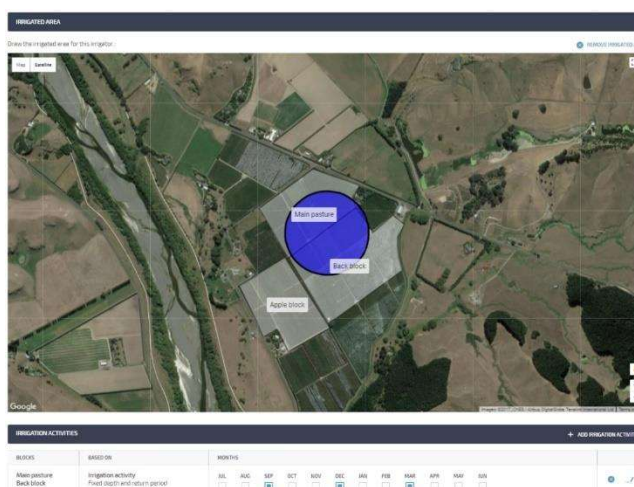 IRRIGATED AREA
Draw the irrigated area for this irrigator:
REMOVE IRRIGATED
Map Satellite
Main pasture
Back block
Apple block
Google
IRRIGATION ACTIVITIES
+ ADD IRRIGATION ACTIVIT
BLOCKS BASED ON MONTHS
Main pasture Irrigation activity JUL AUG SEP OCT NOV DEC JAN FEB MAR APR MAY JUN
Back block Fixed depth and return period